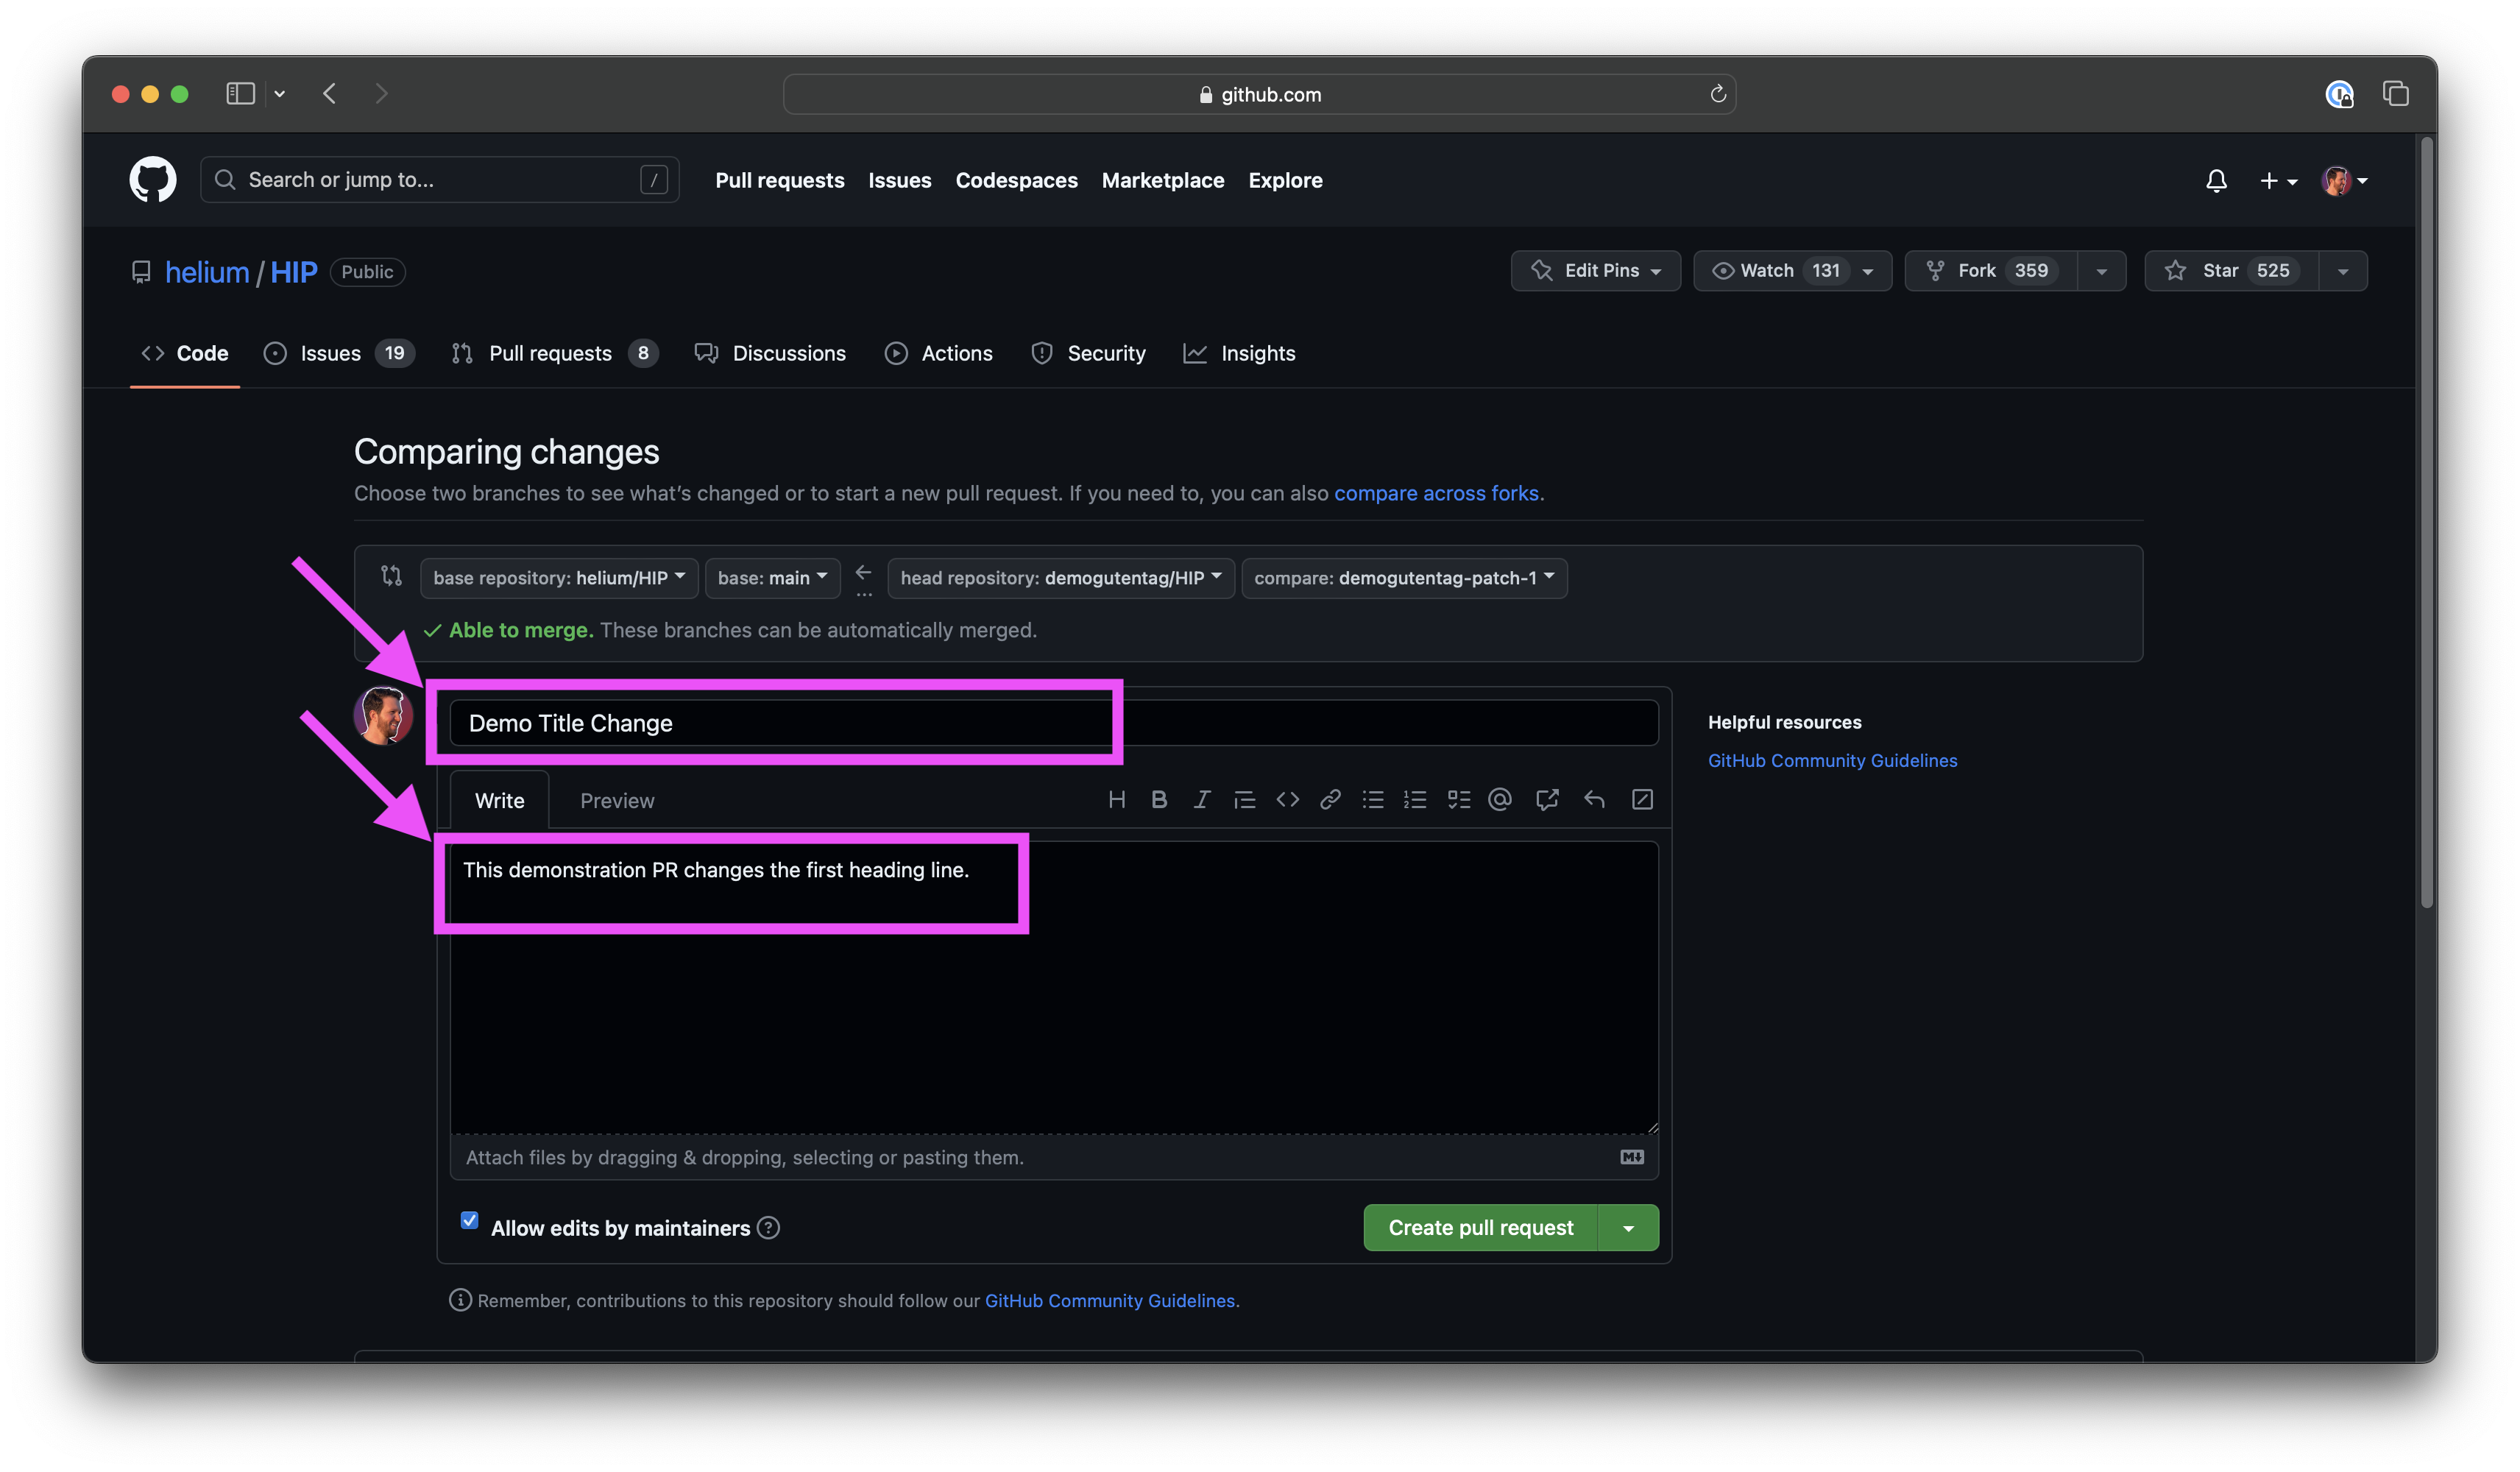 github.com
Search or jump to... /
Pull requests Issues Codespaces Marketplace Explore
helium / HIP Public
Edit Pins Watch 131 Fork 359 Star 525
Code Issues 19 Pull requests 8 Discussions Actions Security Insights
Comparing changes
Choose two branches to see what’s changed or to start a new pull request. If you need to, you can also compare across forks.
base repository: helium/HIP base: main ... head repository: demogutentag/HIP compare: demogutentag-patch-1
Able to merge. These branches can be automatically merged.
Demo Title Change
Helpful resources
GitHub Community Guidelines
Write Preview
This demonstration PR changes the first heading line.
Attach files by dragging & dropping, selecting or pasting them.
Allow edits by maintainers
Create pull request
Remember, contributions to this repository should follow our GitHub Community Guidelines.